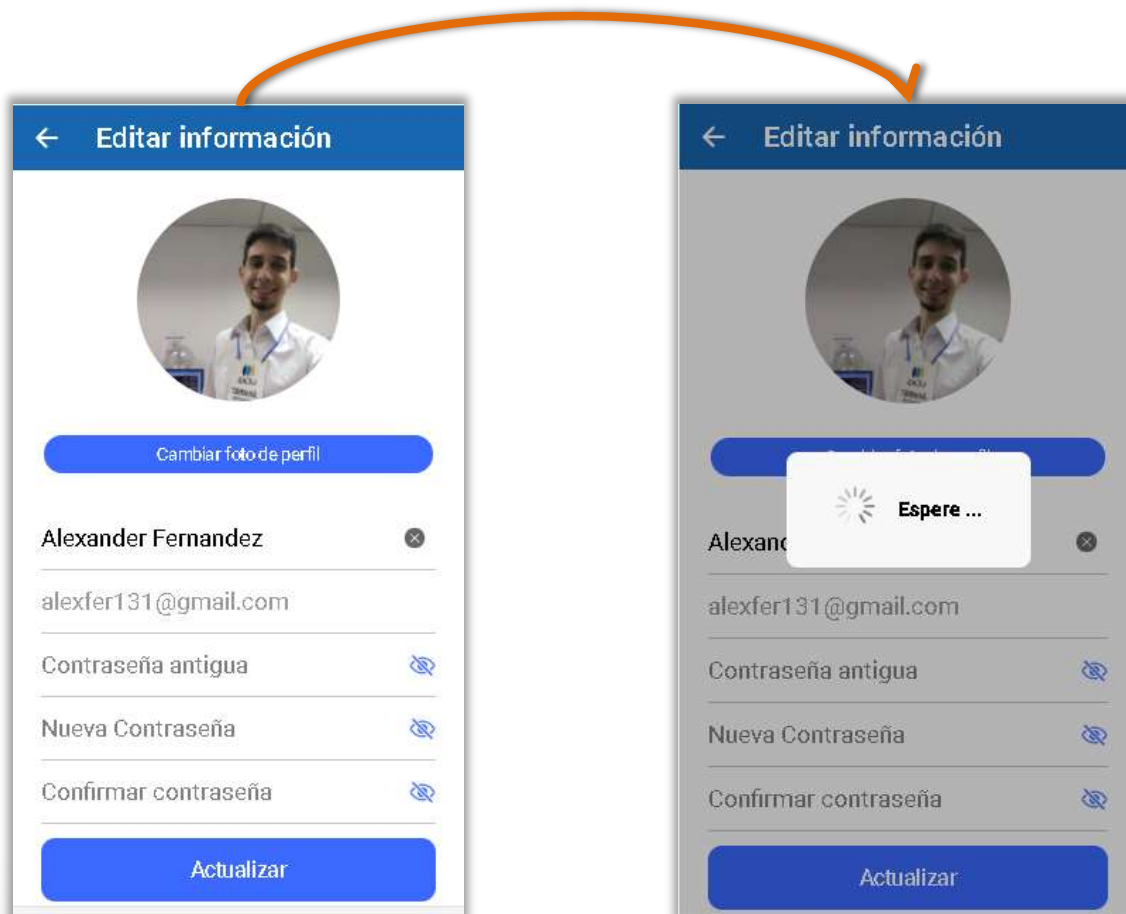 Editar información
Cambiar foto de perfil
Alexander Fernandez
alexfer131@gmail.com
Contraseña antigua
Nueva Contraseña
Confirmar contraseña
Actualizar
Editar información
Espere ...
alexfer131@gmail.com
Contraseña antigua
Nueva Contraseña
Confirmar contraseña
Actualizar